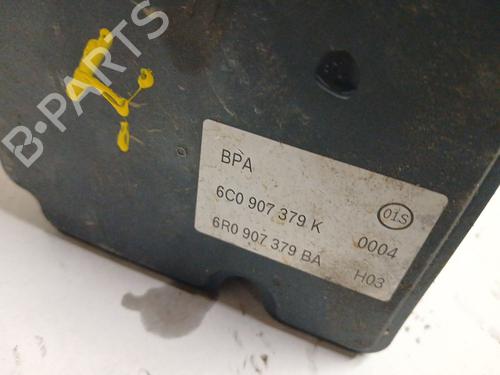 B-PARTS
BPA
6C0 907 379 K 01S
6R0 907 379 BA 0004
H03